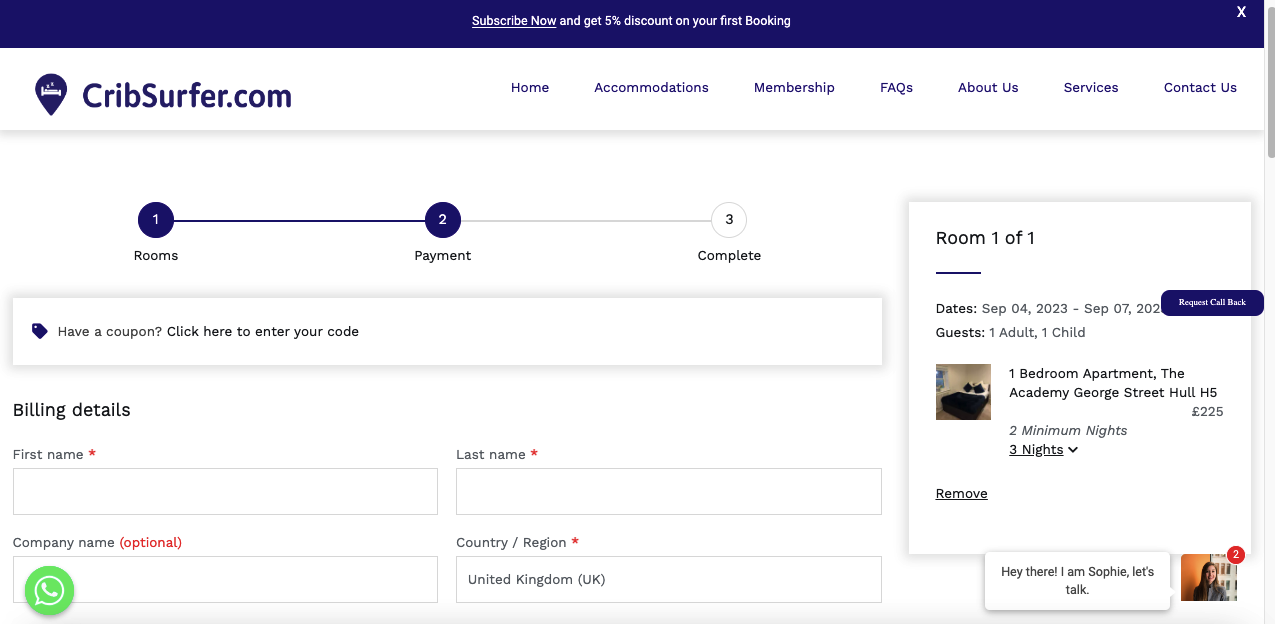 Subscribe Now and get 5% discount on your first Booking
X
CribSurfer.com
Home
Accommodations
Membership
FAQs
About Us
Services
Contact Us
1
2
3
Rooms
Payment
Complete
Have a coupon? Click here to enter your code
Billing details
First name *
Last name *
Company name (optional)
Country / Region *
United Kingdom (UK)
Room 1 of 1
Dates: Sep 04, 2023 - Sep 07, 202
Request Call Back
Guests: 1 Adult, 1 Child
1 Bedroom Apartment, The
Academy George Street Hull H5
£225
2 Minimum Nights
3 Nights
Remove
Hey there! I am Sophie, let's
talk.
2